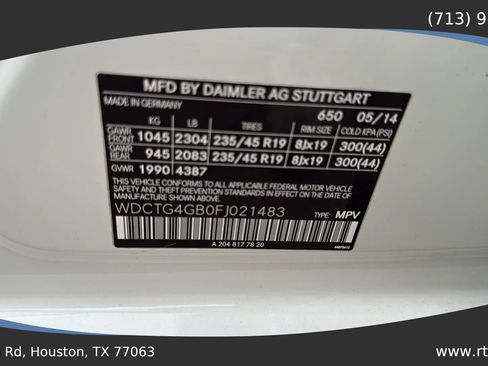 (713) 9
MFD BY DAIMLER AG STUTTGART
MADE IN GERMANY
650 05/14
KG LB TIRES RIM SIZE COLD KPA (PSI)
GAWR FRONT 1045 2304 235/45 R19 8Jx19 300(44)
GAWR REAR 945 2083 235/45 R19 8Jx19 300(44)
GVWR 1990 4387
THIS VEHICLE CONFORMS TO ALL APPLICABLE FEDERAL MOTOR VEHICLE SAFETY, BUMPER, AND THEFT PREVENTION STANDARDS IN EFFECT ON THE DATE OF MANUFACTURE SHOWN ABOVE.
WDCTG4GB0FJ021483 TYPE: MPV
A 204 817 78 20
Rd, Houston, TX 77063
www.rt